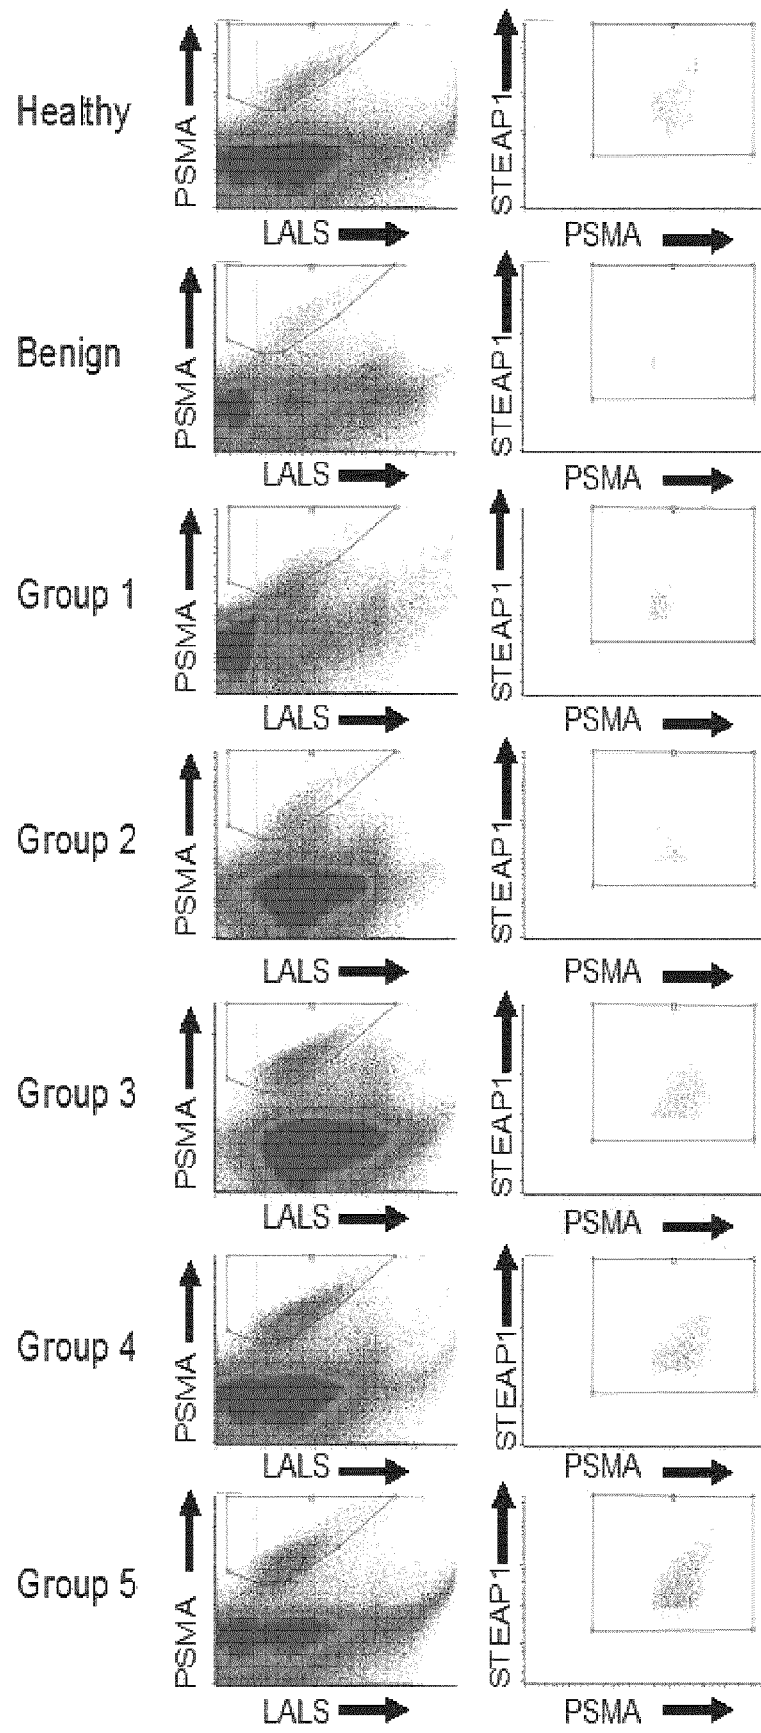 Healthy
PSMA
LALS
STEAP1
PSMA
Benign
PSMA
LALS
STEAP1
PSMA
Group 1
PSMA
LALS
STEAP1
PSMA
Group 2
PSMA
LALS
STEAP1
PSMA
Group 3
PSMA
LALS
STEAP1
PSMA
Group 4
PSMA
LALS
STEAP1
PSMA
Group 5
PSMA
LALS
STEAP1
PSMA